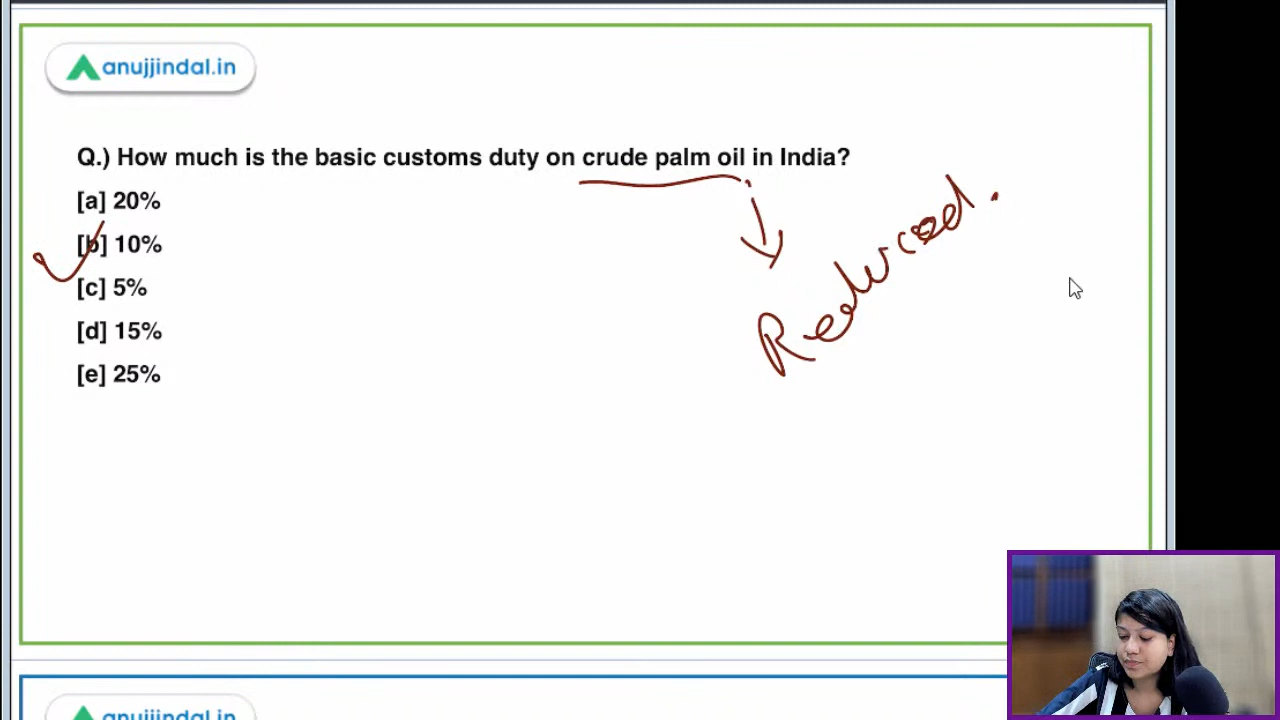 anujjindal.in
Q.) How much is the basic customs duty on crude palm oil in India?
[a] 20%
[b] 10%
[c] 5%
[d] 15%
[e] 25%
Reduced.
anujjindal.in